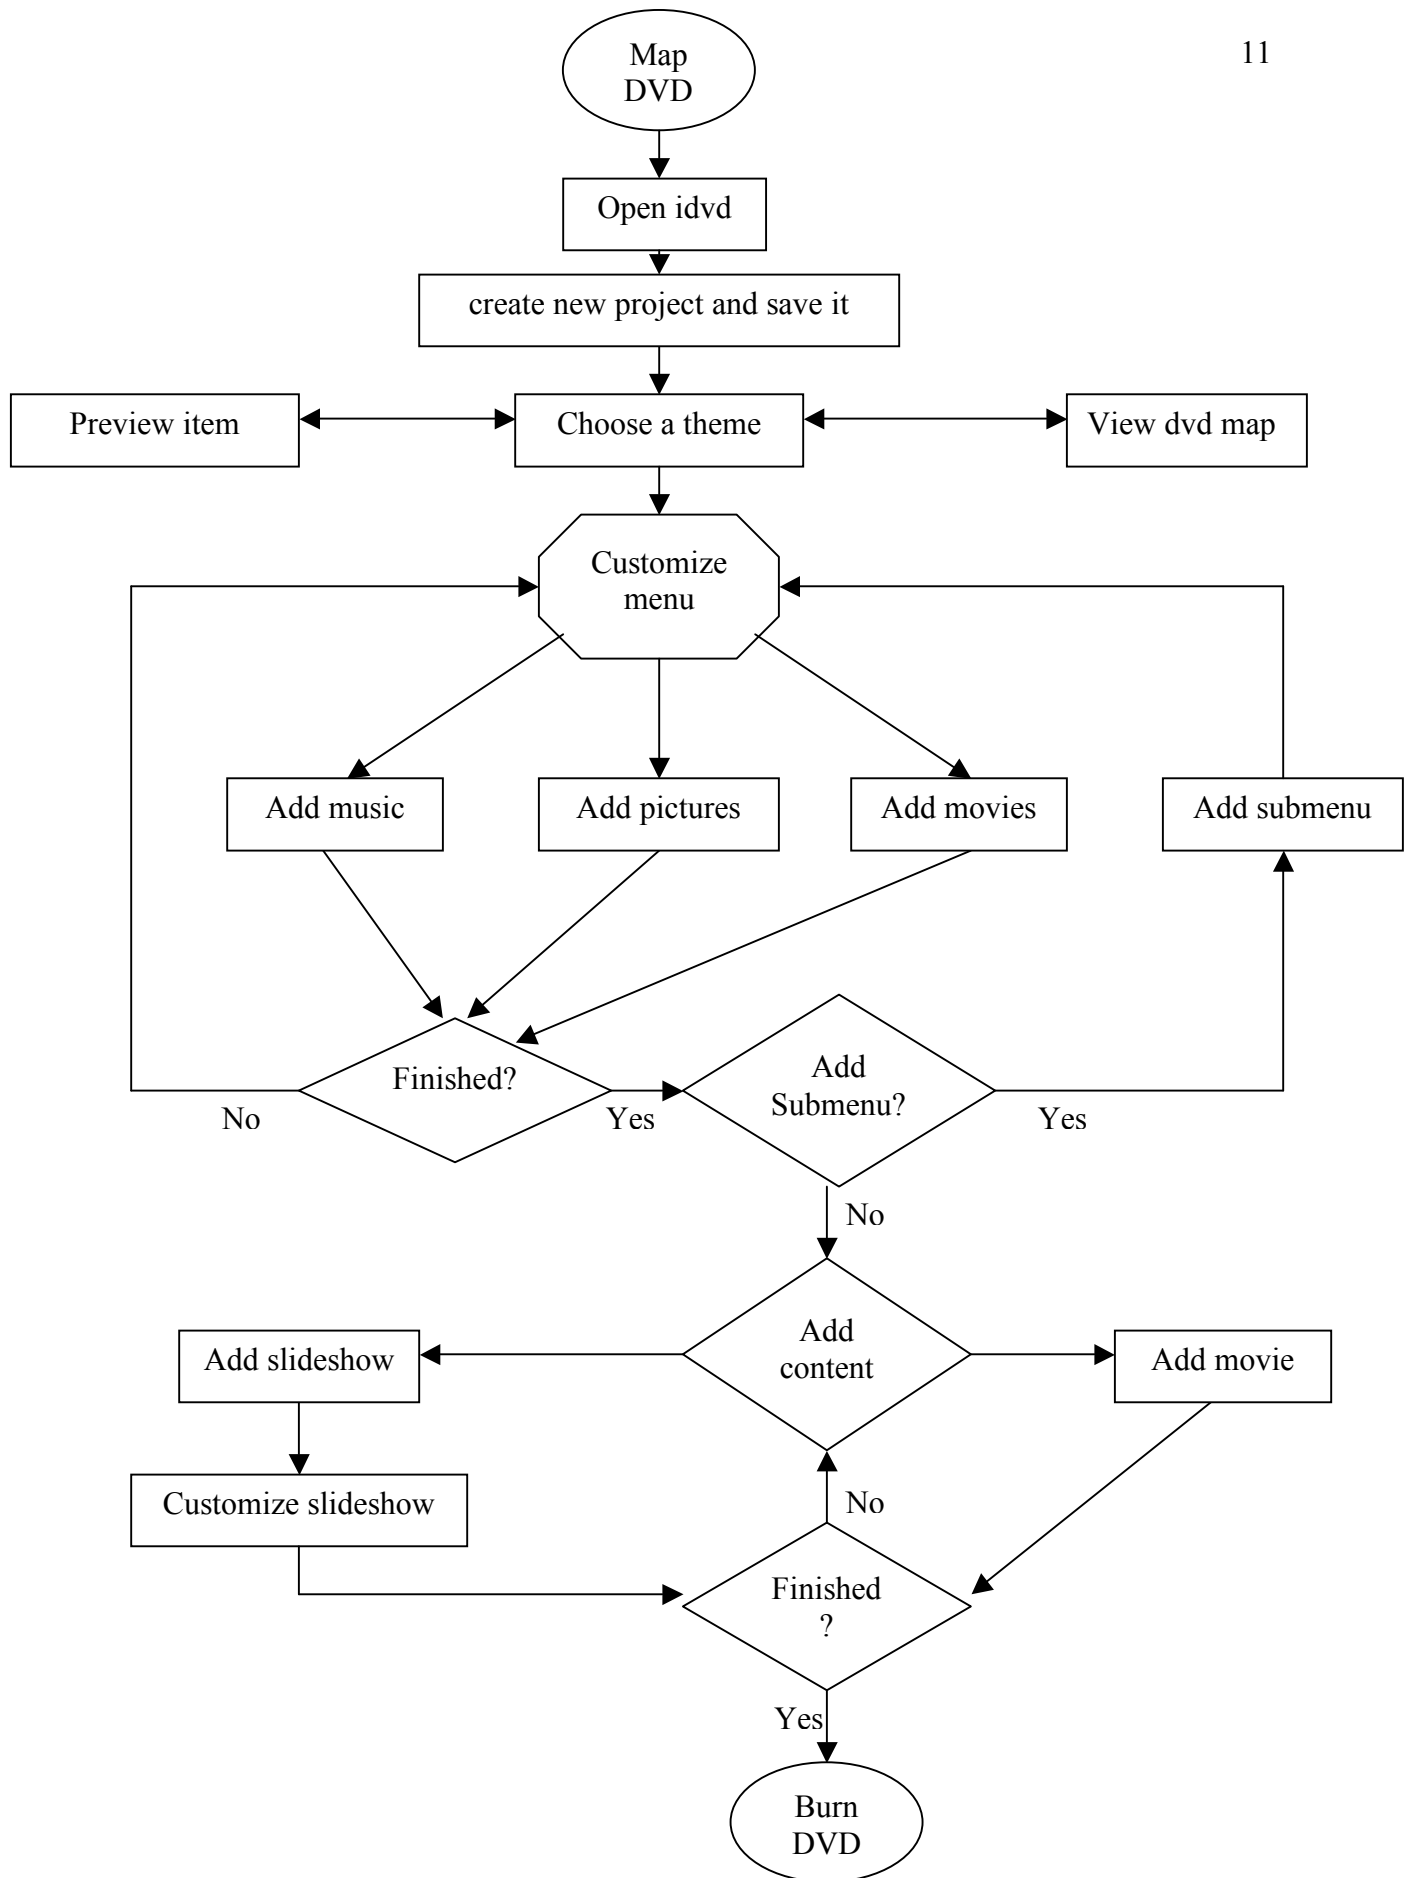 11
Map
DVD
Open idvd
create new project and save it
Preview item
Choose a theme
View dvd map
Customize
menu
Add music
Add pictures
Add movies
Add submenu
Finished?
Add
Submenu?
No
Yes
Yes
No
Add
content
Add slideshow
Add movie
Customize slideshow
No
Finished
?
Yes
Burn
DVD